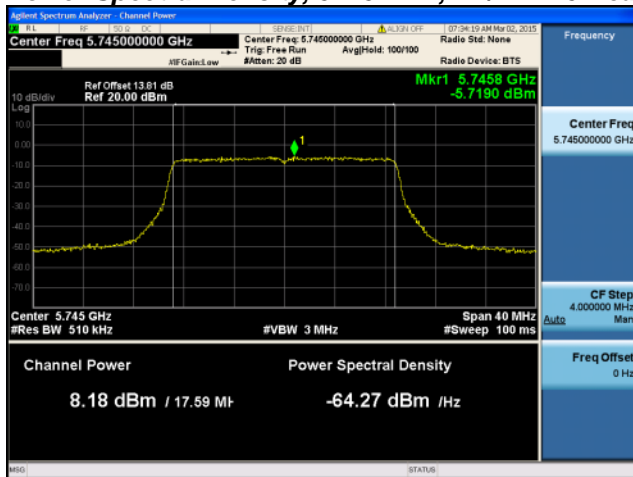 Agilent Spectrum Analyzer - Channel Power
RL RF 50 Ω DC SENSE:INT ALIGN OFF 07:34:19 AM Mar 02, 2015
Center Freq 5.745000000 GHz Center Freq: 5.745000000 GHz Radio Std: None Frequency
Trig: Free Run Avg|Hold: 100/100
#IFGain:Low #Atten: 20 dB Radio Device: BTS
Ref Offset 13.81 dB Mkr1 5.7458 GHz
10 dB/div Ref 20.00 dBm -5.7190 dBm
Log
10.0
0.00
-10.0
-20.0
-30.0
-40.0
-50.0
-60.0
-70.0
1
Center Freq
5.745000000 GHz
Center 5.745 GHz Span 40 MHz
#Res BW 510 kHz #VBW 3 MHz #Sweep 100 ms
CF Step
4.000000 MHz
Auto Man
Channel Power Power Spectral Density
8.18 dBm / 17.59 MH -64.27 dBm /Hz
Freq Offset
0 Hz
MSG STATUS